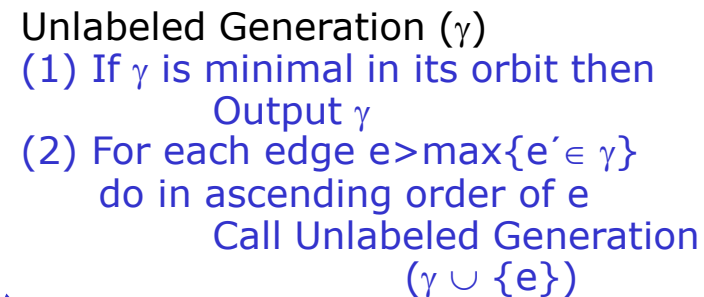 Unlabeled Generation (γ)
(1) If γ is minimal in its orbit then
Output γ
(2) For each edge e>max{e´∈ γ}
do in ascending order of e
Call Unlabeled Generation
(γ ∪ {e})